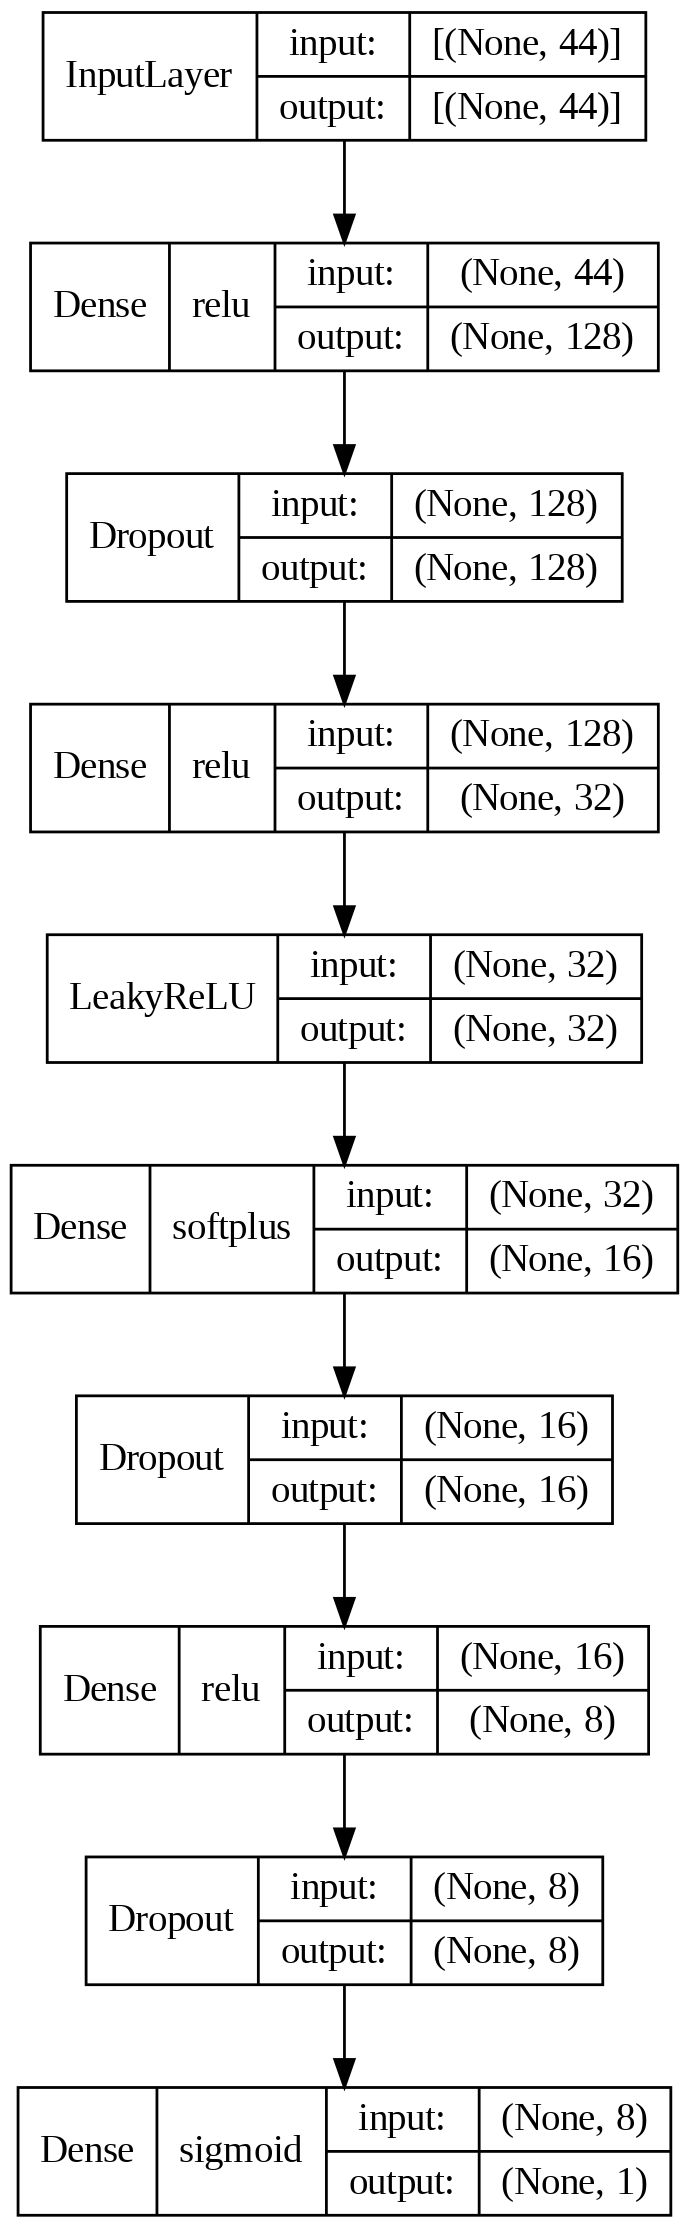 InputLayer input: [(None, 44)]
output: [(None, 44)]
Dense relu input: (None, 44)
output: (None, 128)
Dropout input: (None, 128)
output: (None, 128)
Dense relu input: (None, 128)
output: (None, 32)
LeakyReLU input: (None, 32)
output: (None, 32)
Dense softplus input: (None, 32)
output: (None, 16)
Dropout input: (None, 16)
output: (None, 16)
Dense relu input: (None, 16)
output: (None, 8)
Dropout input: (None, 8)
output: (None, 8)
Dense sigmoid input: (None, 8)
output: (None, 1)